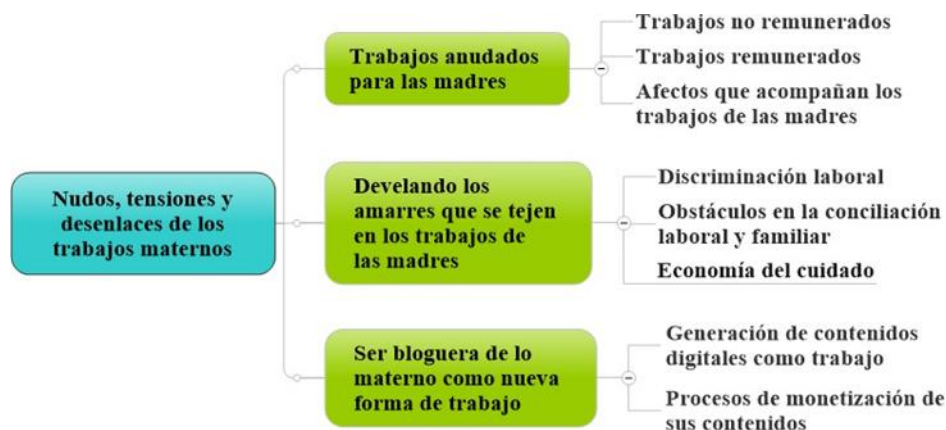 Nudos, tensiones y
desenlaces de los
trabajos maternos
Trabajos anudados
para las madres
Trabajos no remunerados
Trabajos remunerados
Afectos que acompañan los
trabajos de las madres
Develando los
amarres que se tejen
en los trabajos de
las madres
Discriminación laboral
Obstáculos en la conciliación
laboral y familiar
Economía del cuidado
Ser bloguera de lo
materno como nueva
forma de trabajo
Generación de contenidos
digitales como trabajo
Procesos de monetización de
sus contenidos